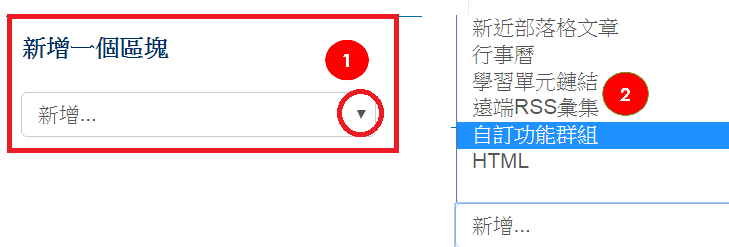 新增一個區塊
1
新增...
▼
新近部落格文章
行事曆
學習單元鏈結
2
遠端RSS彙集
自訂功能群組
HTML
新增...